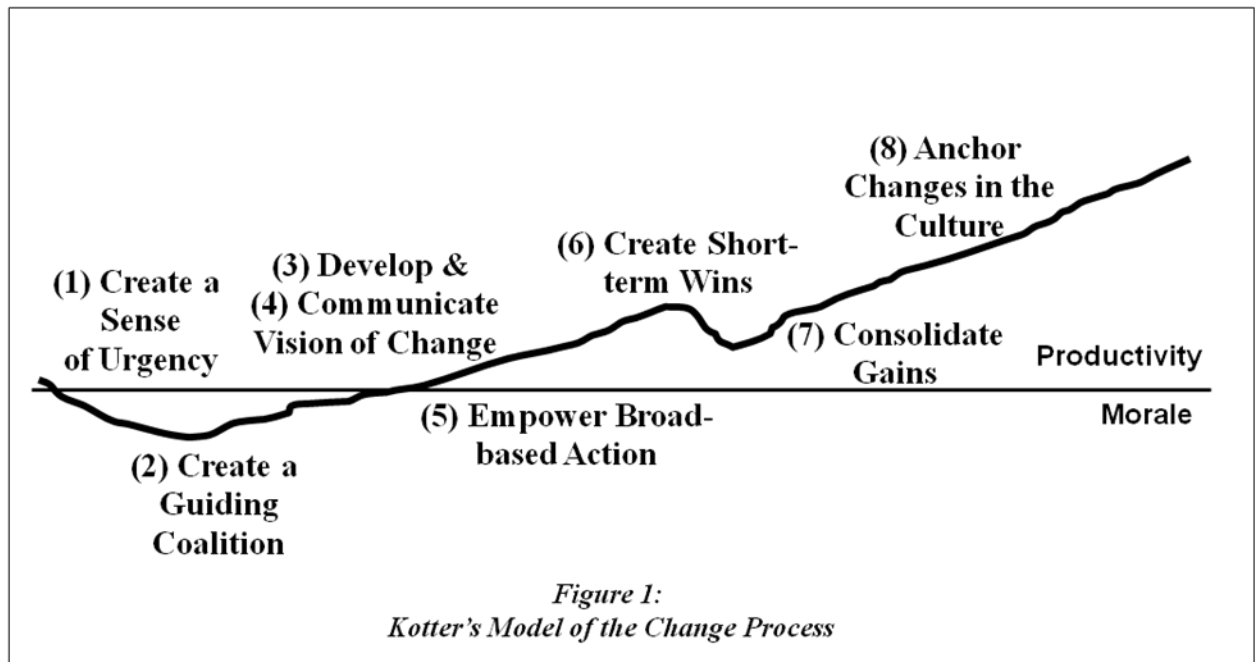 (1) Create a
Sense
of Urgency
(2) Create a
Guiding
Coalition
(3) Develop &
(4) Communicate
Vision of Change
(5) Empower Broad-
based Action
(6) Create Short-
term Wins
(7) Consolidate
Gains
(8) Anchor
Changes in the
Culture
Productivity
Morale
Figure 1:
Kotter's Model of the Change Process